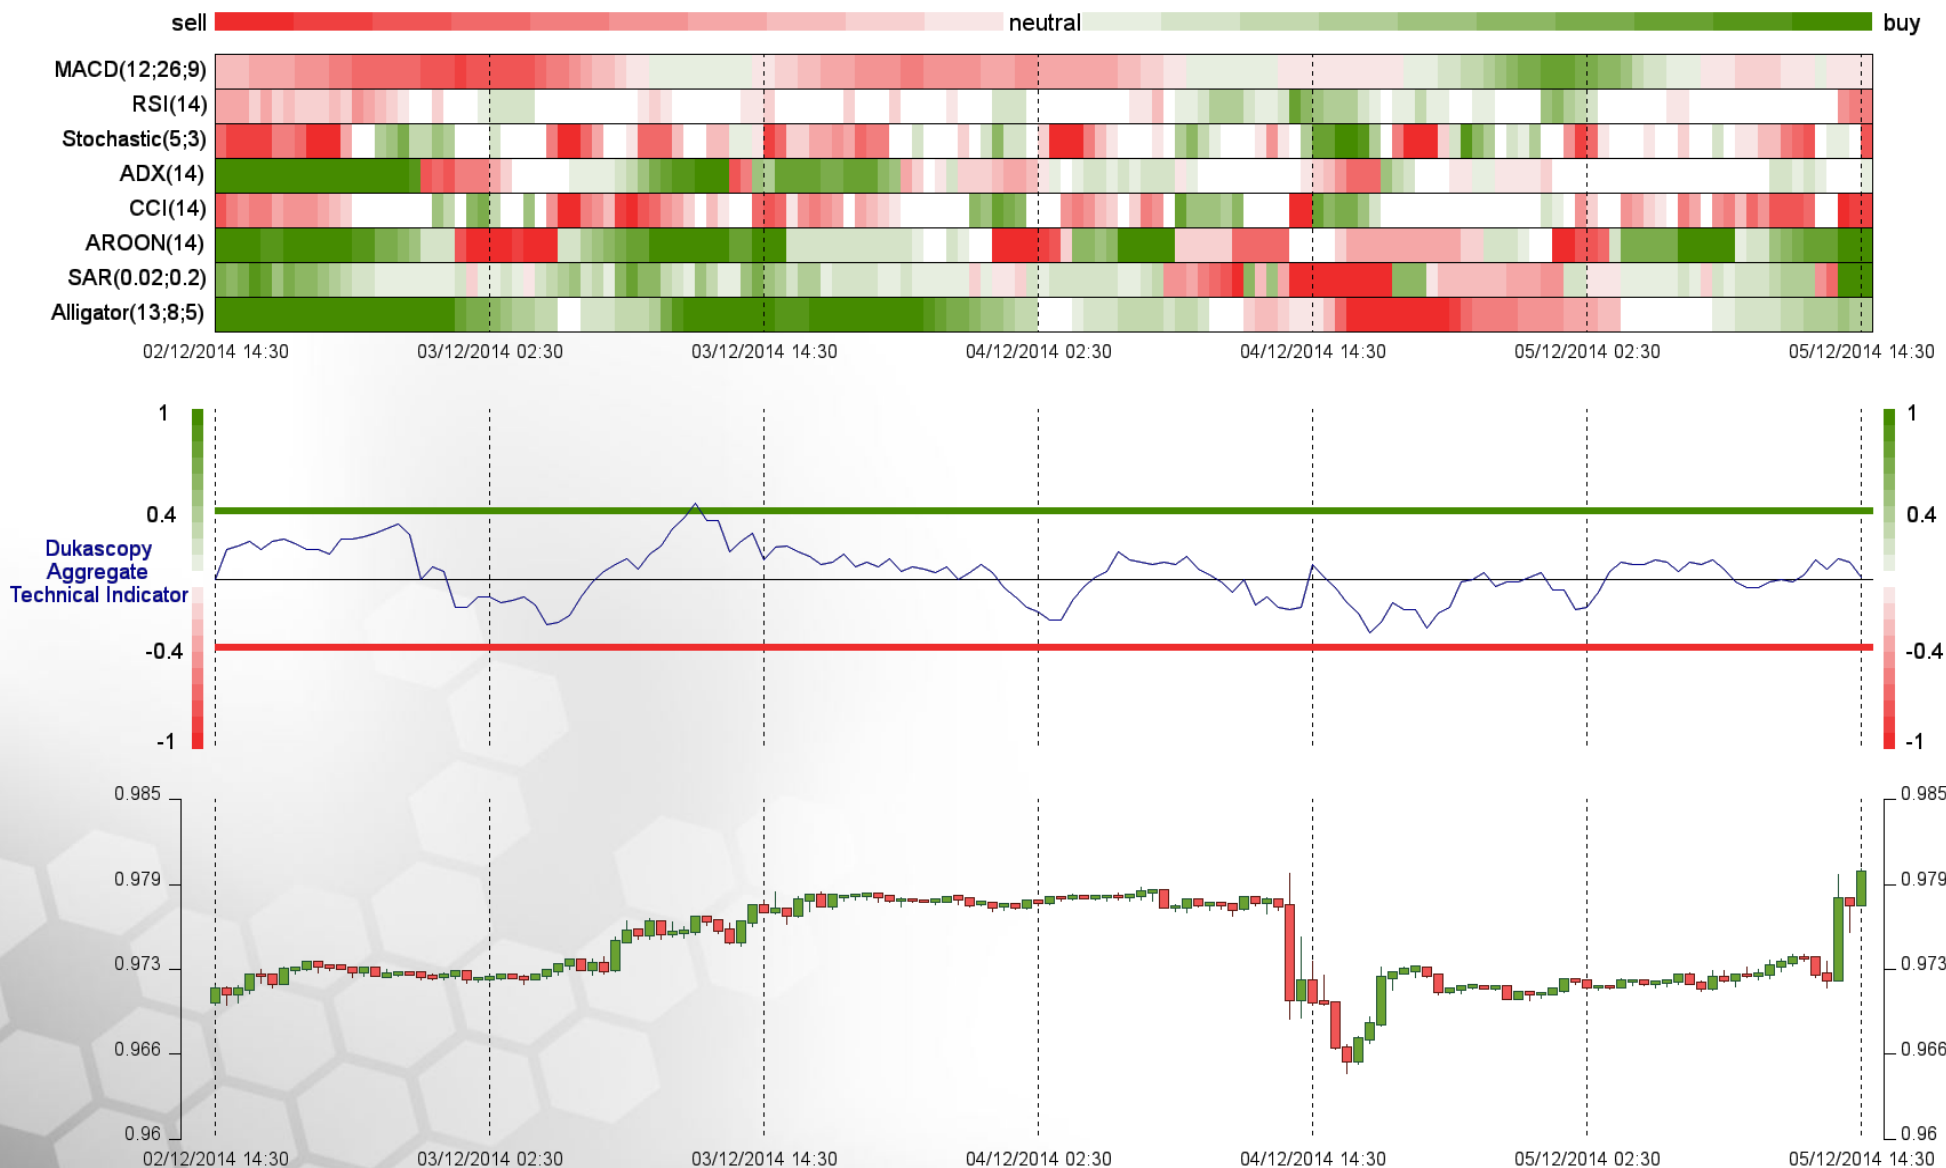 sell neutral buy
MACD(12;26;9)
RSI(14)
Stochastic(5;3)
ADX(14)
CCI(14)
AROON(14)
SAR(0.02;0.2)
Alligator(13;8;5)
02/12/2014 14:30 03/12/2014 02:30 03/12/2014 14:30 04/12/2014 02:30 04/12/2014 14:30 05/12/2014 02:30 05/12/2014 14:30
1 1
0.4 0.4
Dukascopy
Aggregate
Technical Indicator
-0.4 -0.4
-1 -1
0.985 0.985
0.979 0.979
0.973 0.973
0.966 0.966
0.96 0.96
02/12/2014 14:30 03/12/2014 02:30 03/12/2014 14:30 04/12/2014 02:30 04/12/2014 14:30 05/12/2014 02:30 05/12/2014 14:30